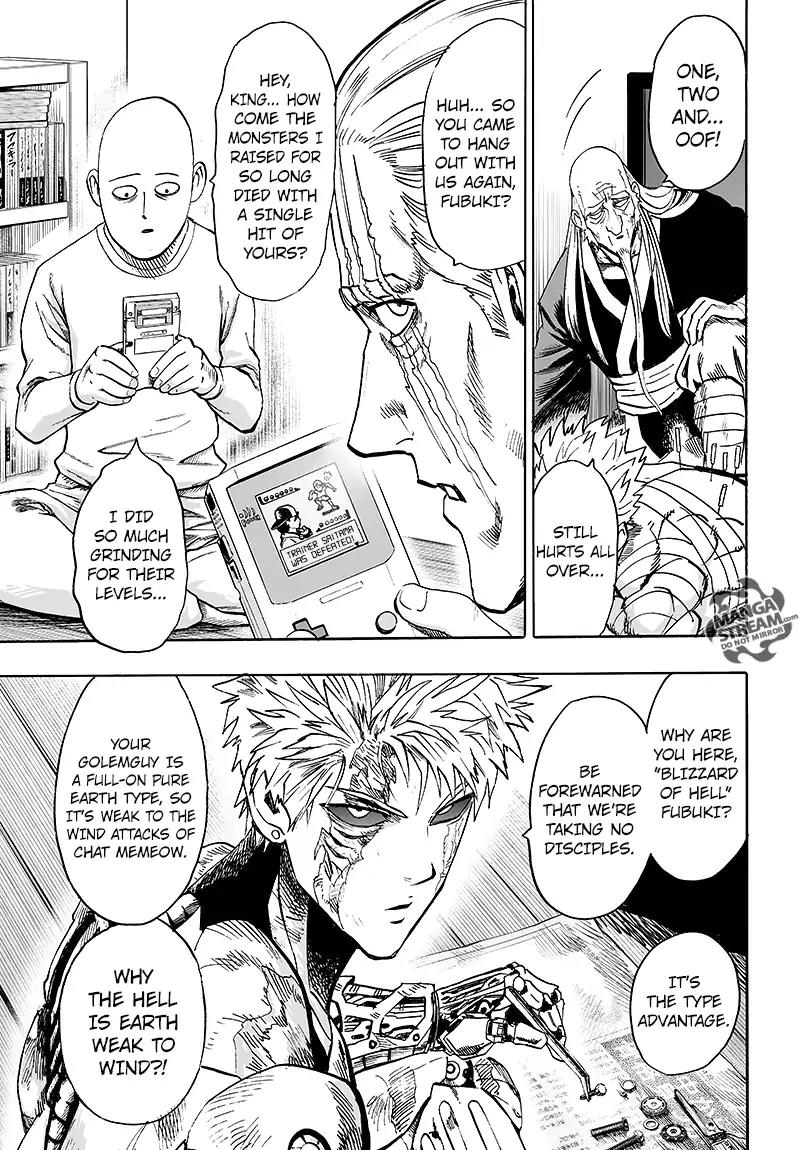 ONE,
TWO
AND...
OOF!
STILL
HURTS ALL
OVER...
HUH... SO
YOU CAME
TO HANG
OUT WITH
US AGAIN,
FUBUKI?
HEY,
KING... HOW
COME THE
MONSTERS I
RAISED FOR
SO LONG
DIED WITH
A SINGLE
HIT OF
YOURS?
TRAINER SAITAMA
WAS DEFEATED!
I DID
SO MUCH
GRINDING
FOR THEIR
LEVELS...
MANGA
STREAM.com
DO NOT MIRROR
WHY ARE
YOU HERE,
"BLIZZARD
OF HELL"
FUBUKI?
BE
FOREWARNED
THAT WE'RE
TAKING NO
DISCIPLES.
IT'S
THE TYPE
ADVANTAGE.
YOUR
GOLEMGUY IS
A FULL-ON PURE
EARTH TYPE, SO
IT'S WEAK TO THE
WIND ATTACKS OF
CHAT MEMEOW.
WHY
THE HELL
IS EARTH
WEAK TO
WIND?!